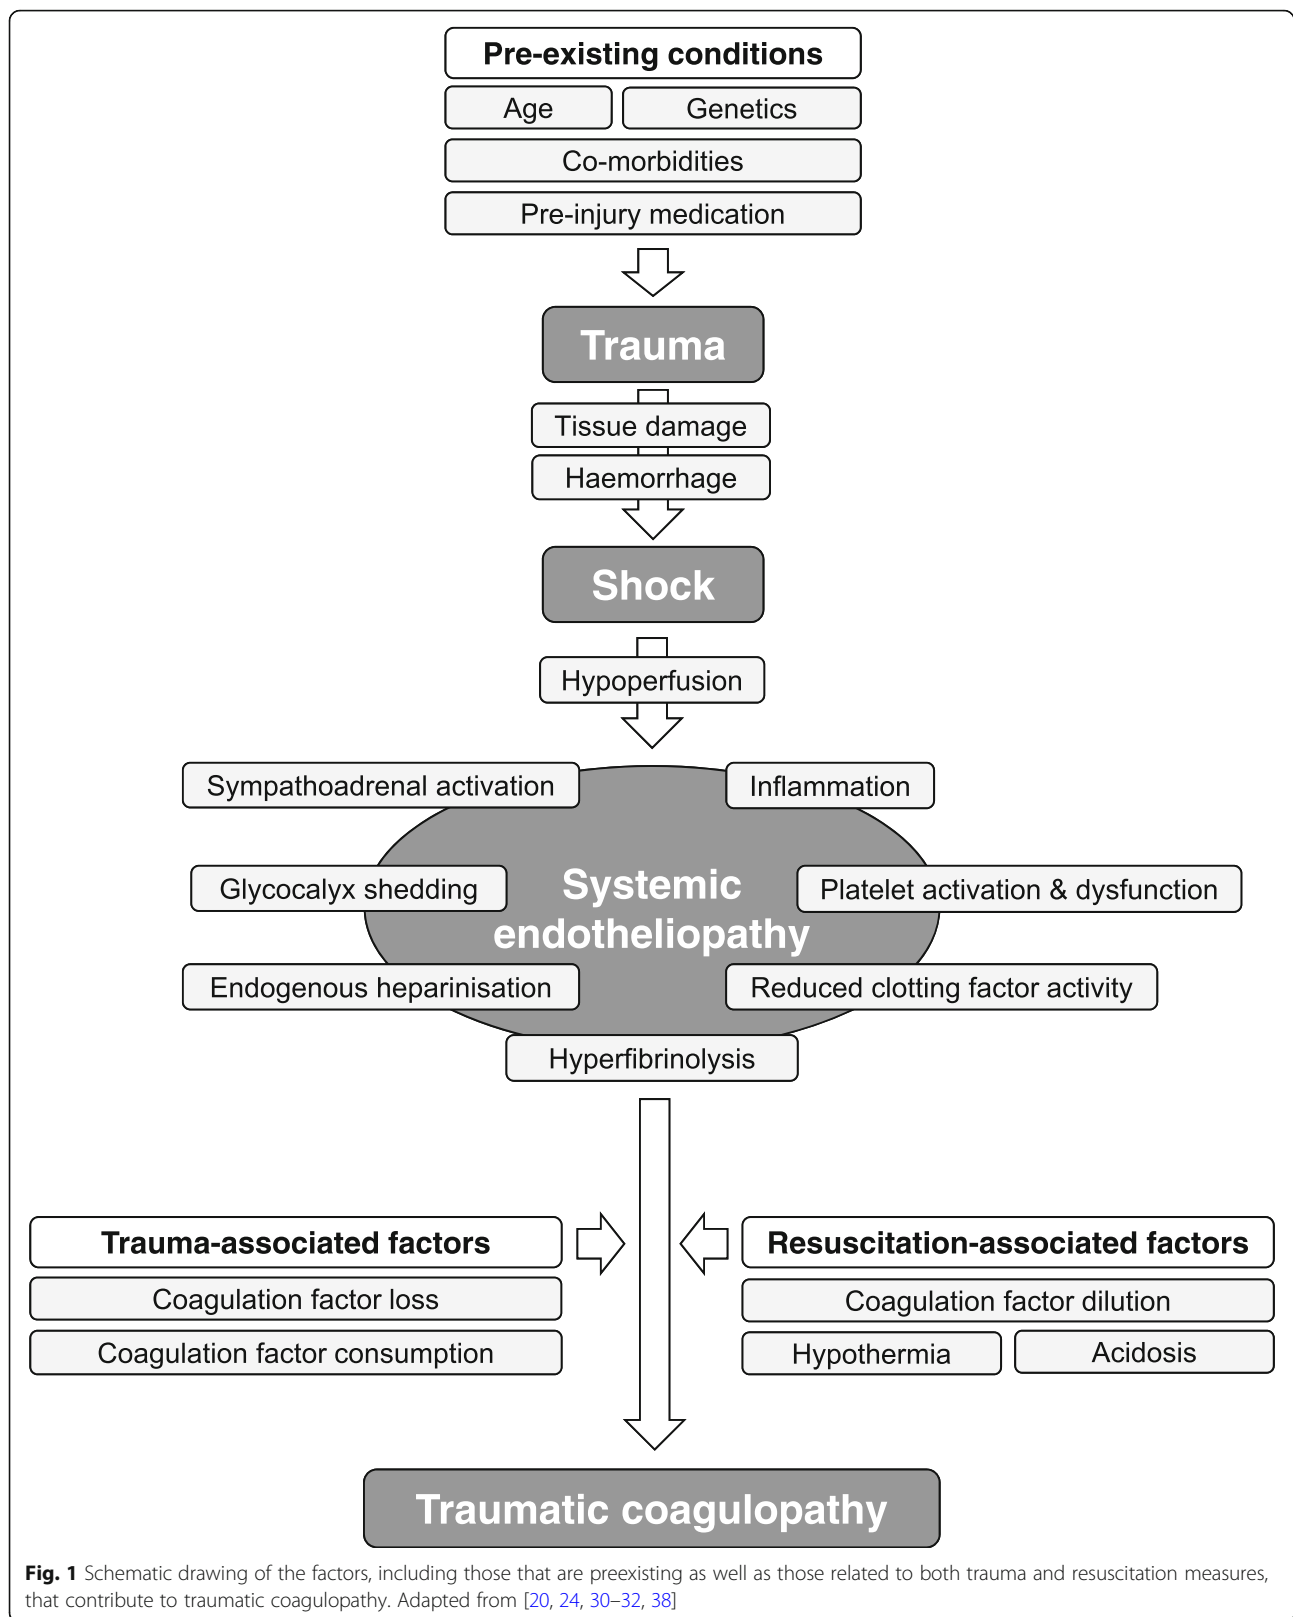 Pre-existing conditions
Age
Genetics
Co-morbidities
Pre-injury medication
Trauma
Tissue damage
Haemorrhage
Shock
Hypoperfusion
Sympathoadrenal activation
Inflammation
Glycocalyx shedding
Systemic
endotheliopathy
Platelet activation & dysfunction
Endogenous heparinisation
Reduced clotting factor activity
Hyperfibrinolysis
Trauma-associated factors
Coagulation factor loss
Coagulation factor consumption
Resuscitation-associated factors
Coagulation factor dilution
Hypothermia
Acidosis
Traumatic coagulopathy
Fig. 1 Schematic drawing of the factors, including those that are preexisting as well as those related to both trauma and resuscitation measures,
that contribute to traumatic coagulopathy. Adapted from [20, 24, 30–32, 38]